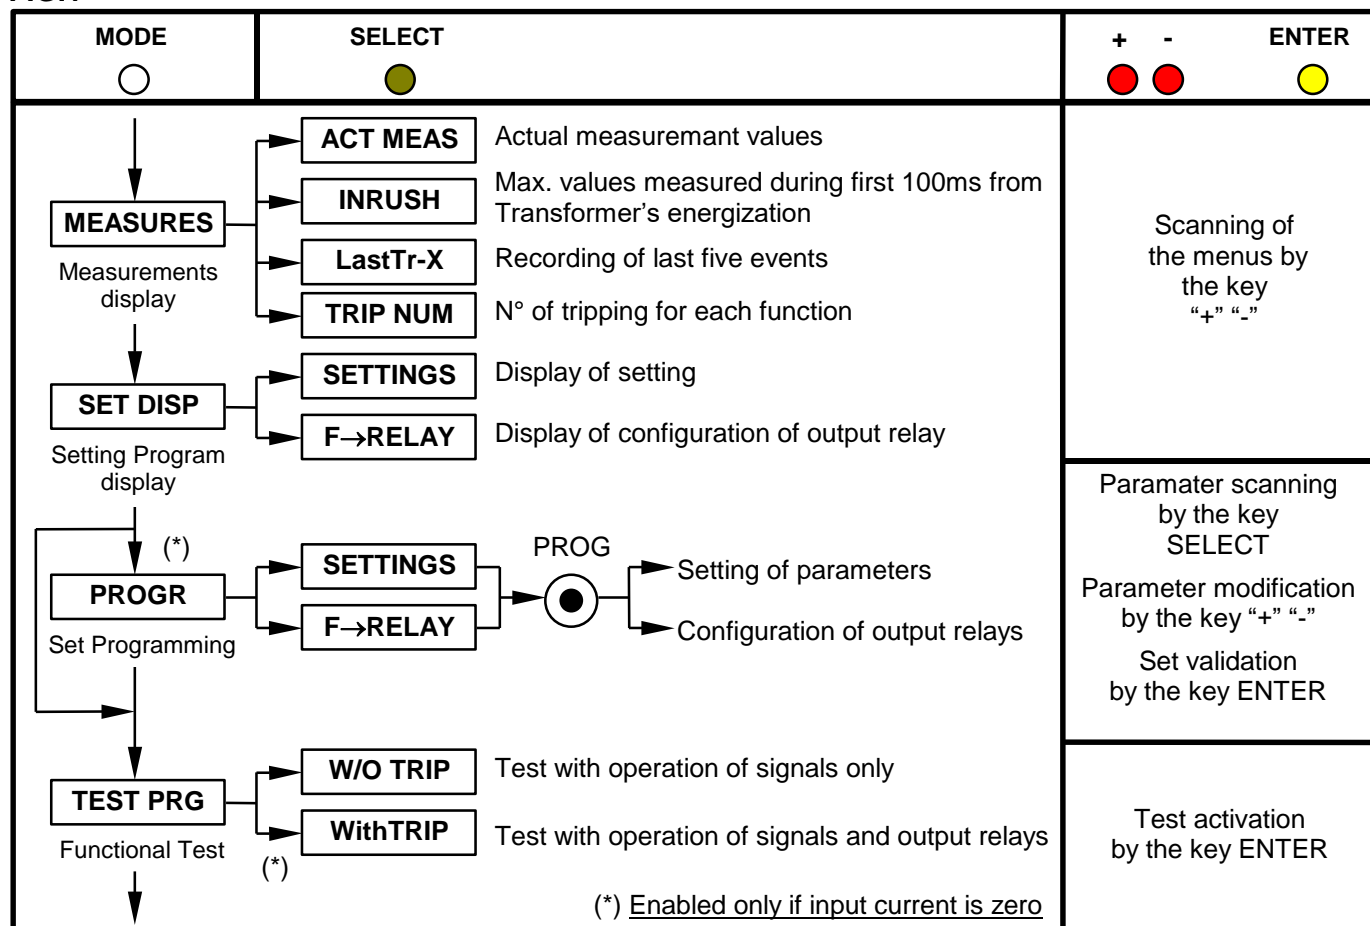 MODE
SELECT
+ - ENTER
ACT MEAS Actual measuremant values
INRUSH Max. values measured during first 100ms from
Transformer’s energization
MEASURES
LastTr-X Recording of last five events
Measurements
display
TRIP NUM N° of tripping for each function
Scanning of
the menus by
the key
“+” “-”
SETTINGS Display of setting
SET DISP
F→RELAY Display of configuration of output relay
Setting Program
display
(*)
SETTINGS
PROG
Setting of parameters
PROGR
F→RELAY
Configuration of output relays
Set Programming
Paramater scanning
by the key
SELECT
Parameter modification
by the key “+” “-”
Set validation
by the key ENTER
W/O TRIP Test with operation of signals only
TEST PRG
WithTRIP Test with operation of signals and output relays
Functional Test
(*)
Test activation
by the key ENTER
(*) Enabled only if input current is zero